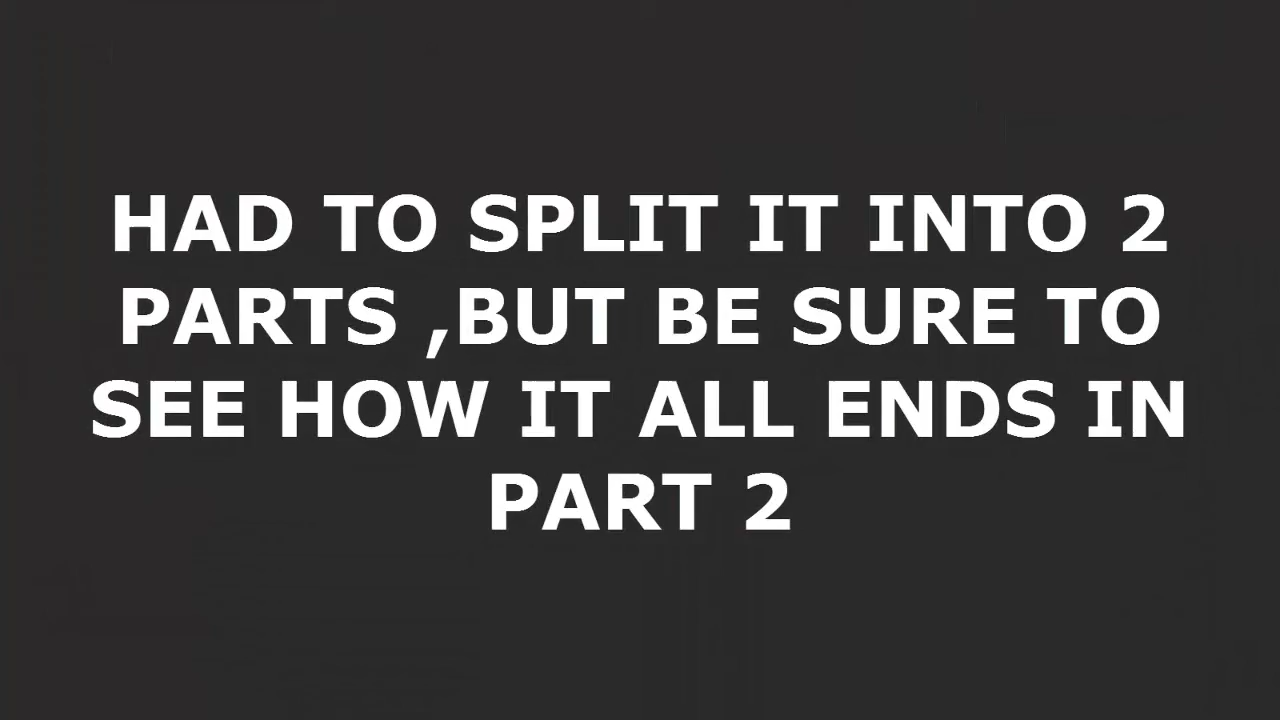 HAD TO SPLIT IT INTO 2
PARTS ,BUT BE SURE TO
SEE HOW IT ALL ENDS IN
PART 2